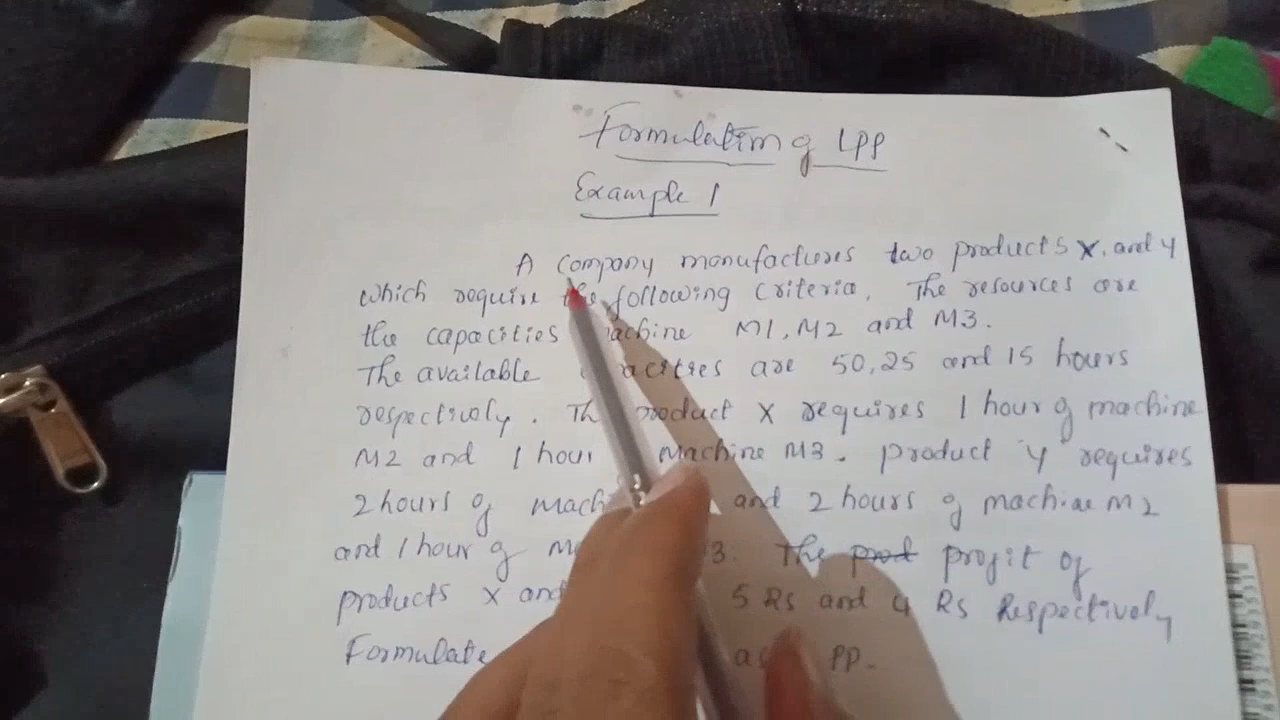 Formulation of LPP
Example 1
A company manufactures two products X, and Y
which require the following criteria. The resources are
the capacities machine M1, M2 and M3.
The available are 50, 25 and 15 hours
respectively. product X requires 1 hour of machine
M2 and 1 hour machine M3. product Y requires
2 hours of and 2 hours of machine M2
and 1 hour of 3. The prod profit of
products X and 5 Rs and 4 Rs Respectively
Formulate as PP.